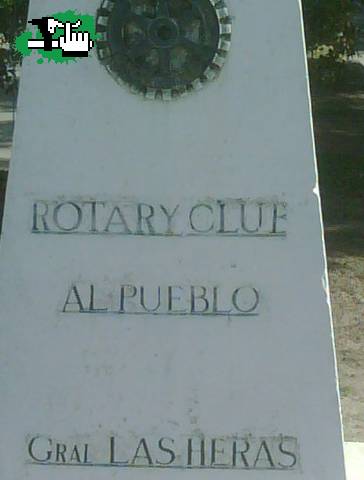 ROTARY CLUB
AL PUEBLO
GRAL LAS HERAS